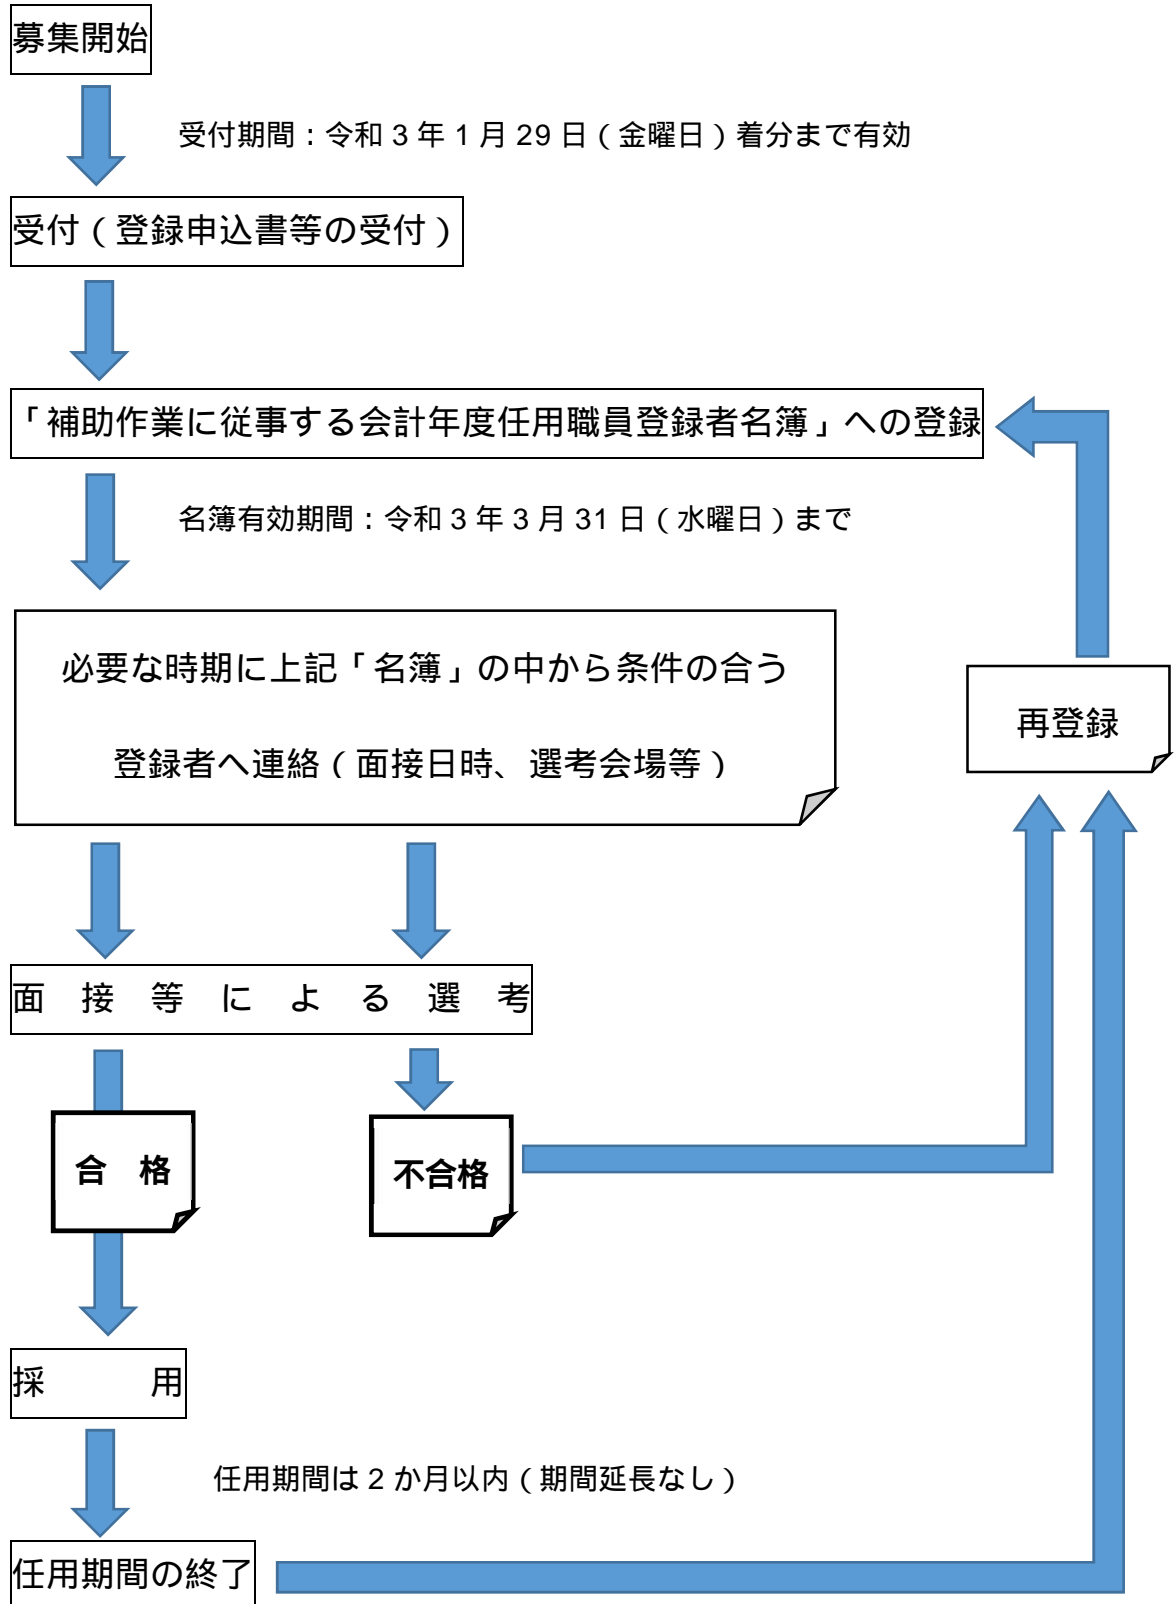 募集開始
受付期間：令和３年１月29日（金曜日）着分まで有効
受付（登録申込書等の受付）
「補助作業に従事する会計年度任用職員登録者名簿」への登録
名簿有効期間：令和３年３月31日（水曜日）まで
必要な時期に上記「名簿」の中から条件の合う
登録者へ連絡（面接日時、選考会場等）
再登録
面　接　等　に　よ　る　選　考
合　格
不合格
採　　　　用
任用期間は２か月以内（期間延長なし）
任用期間の終了